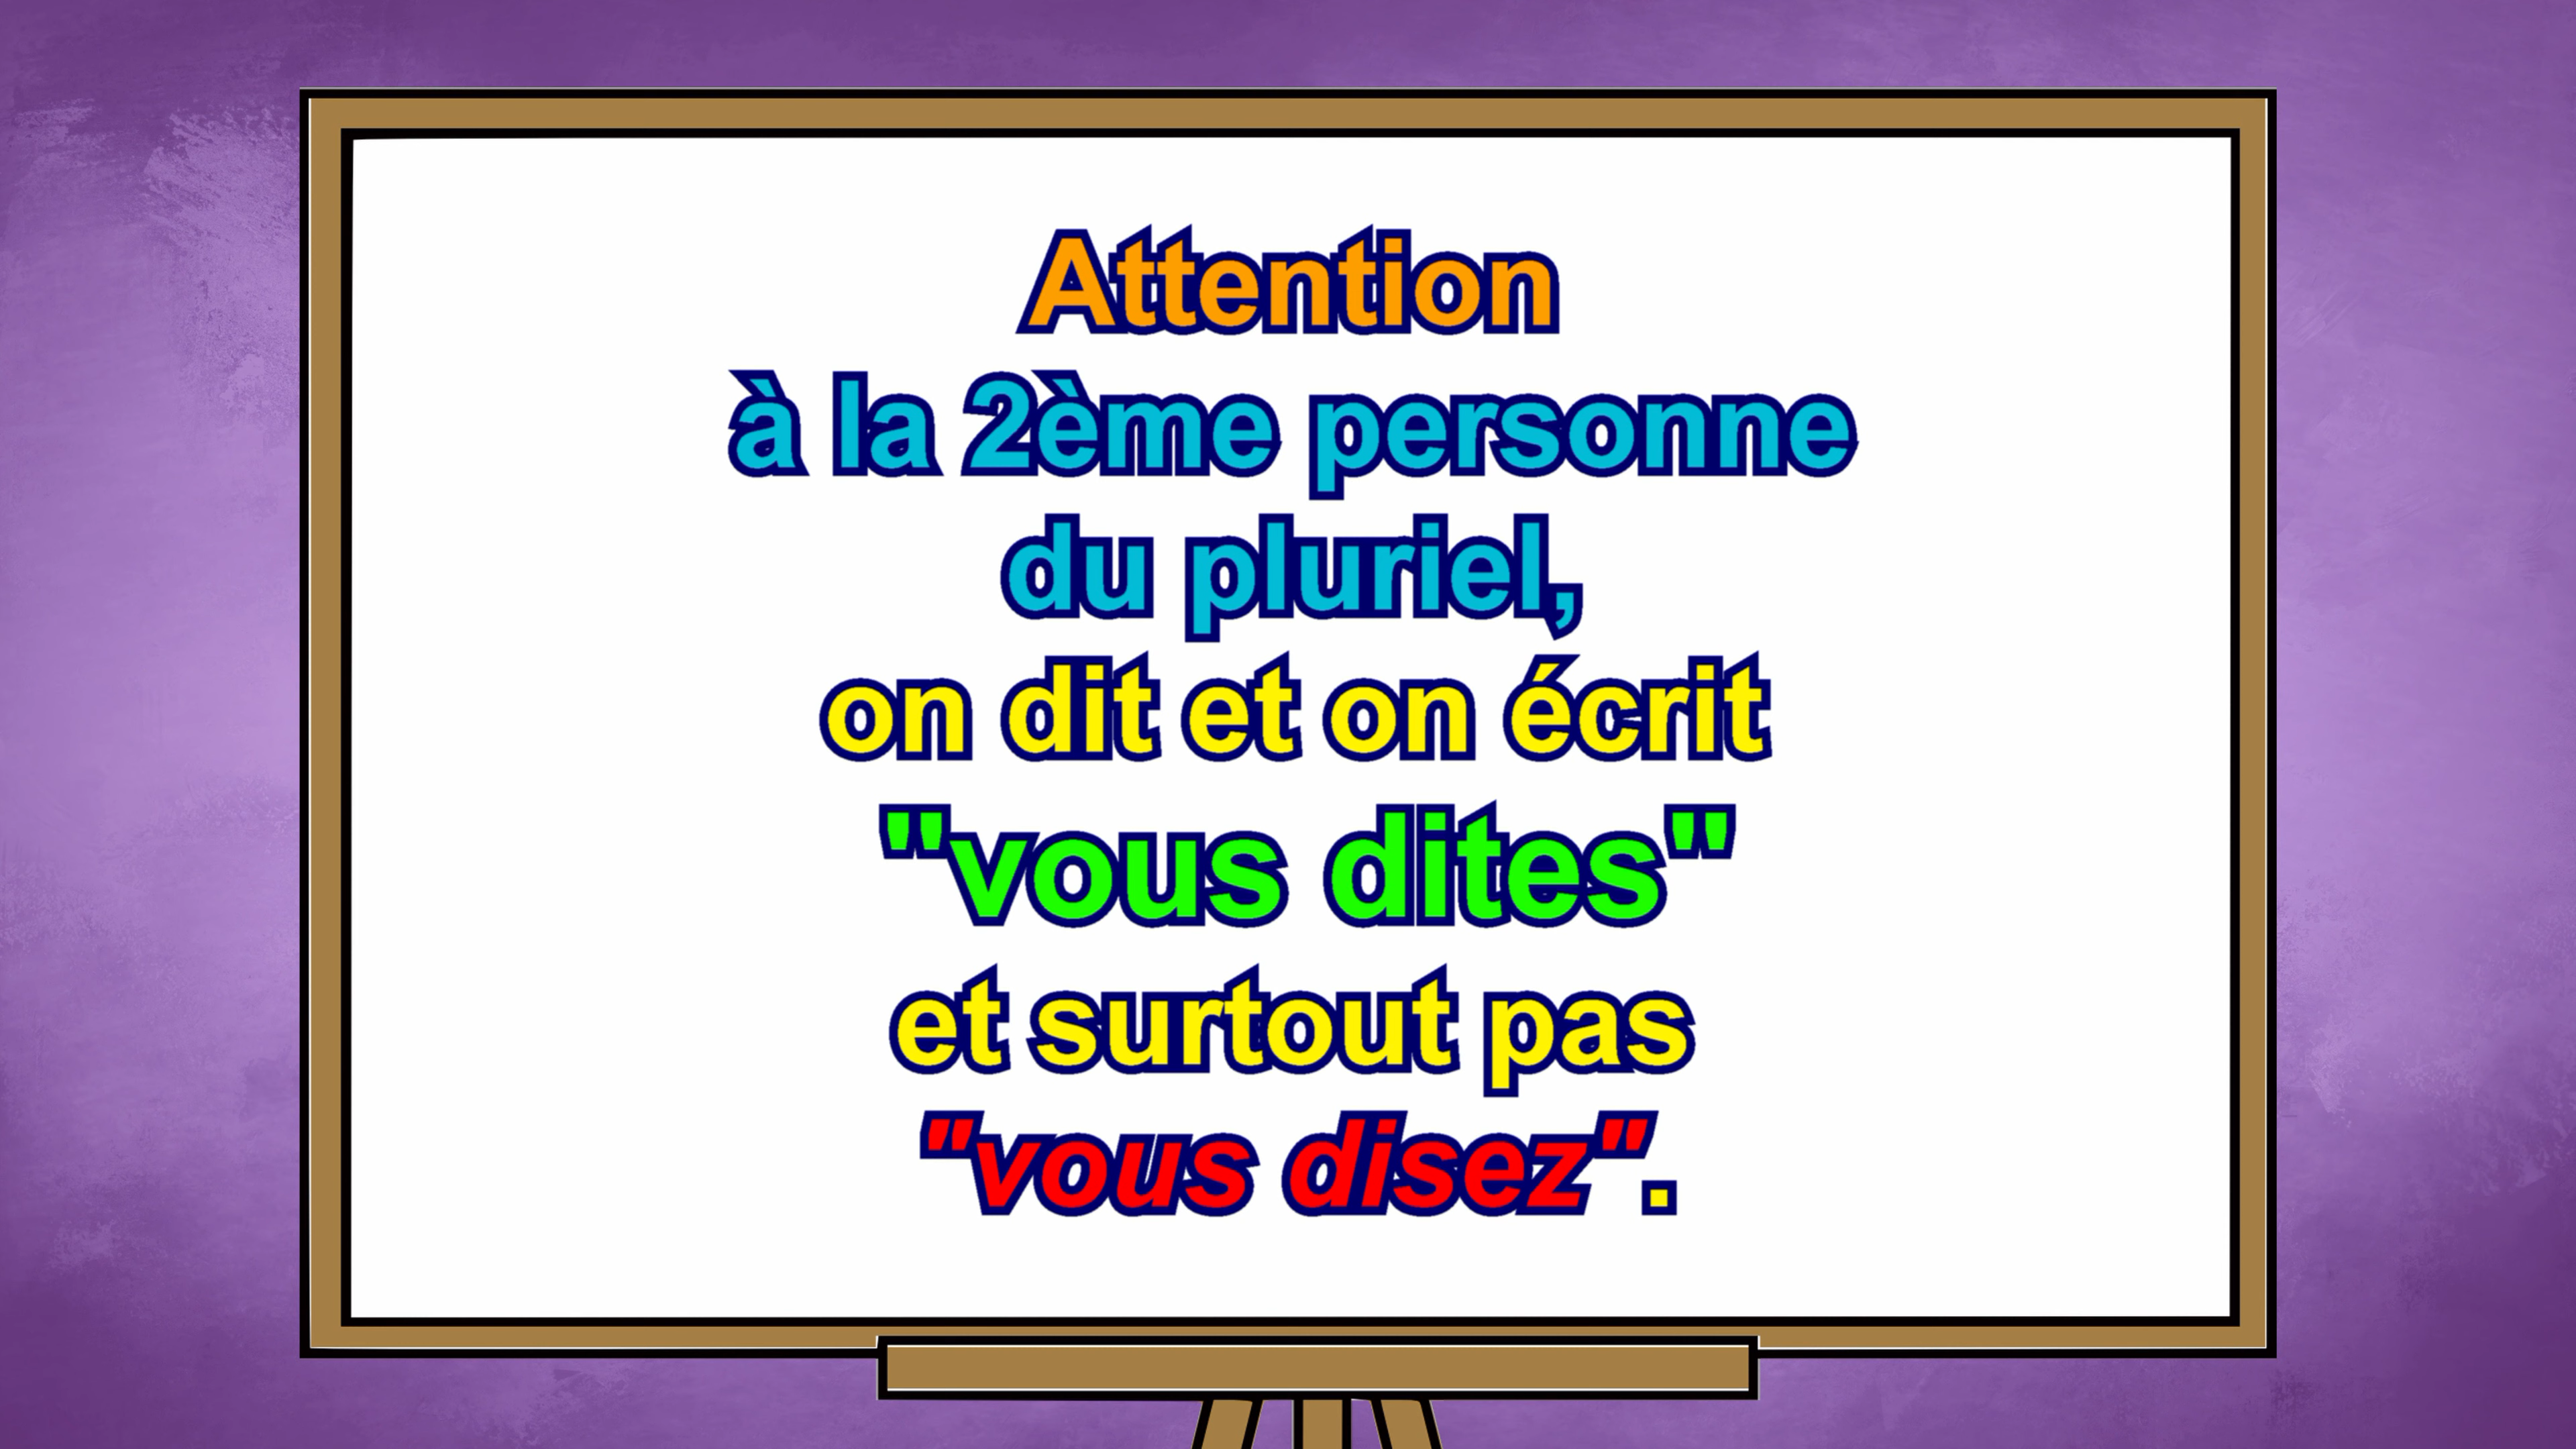 Attention
à la 2ème personne
du pluriel,
on dit et on écrit
"vous dites"
et surtout pas
"vous disez".